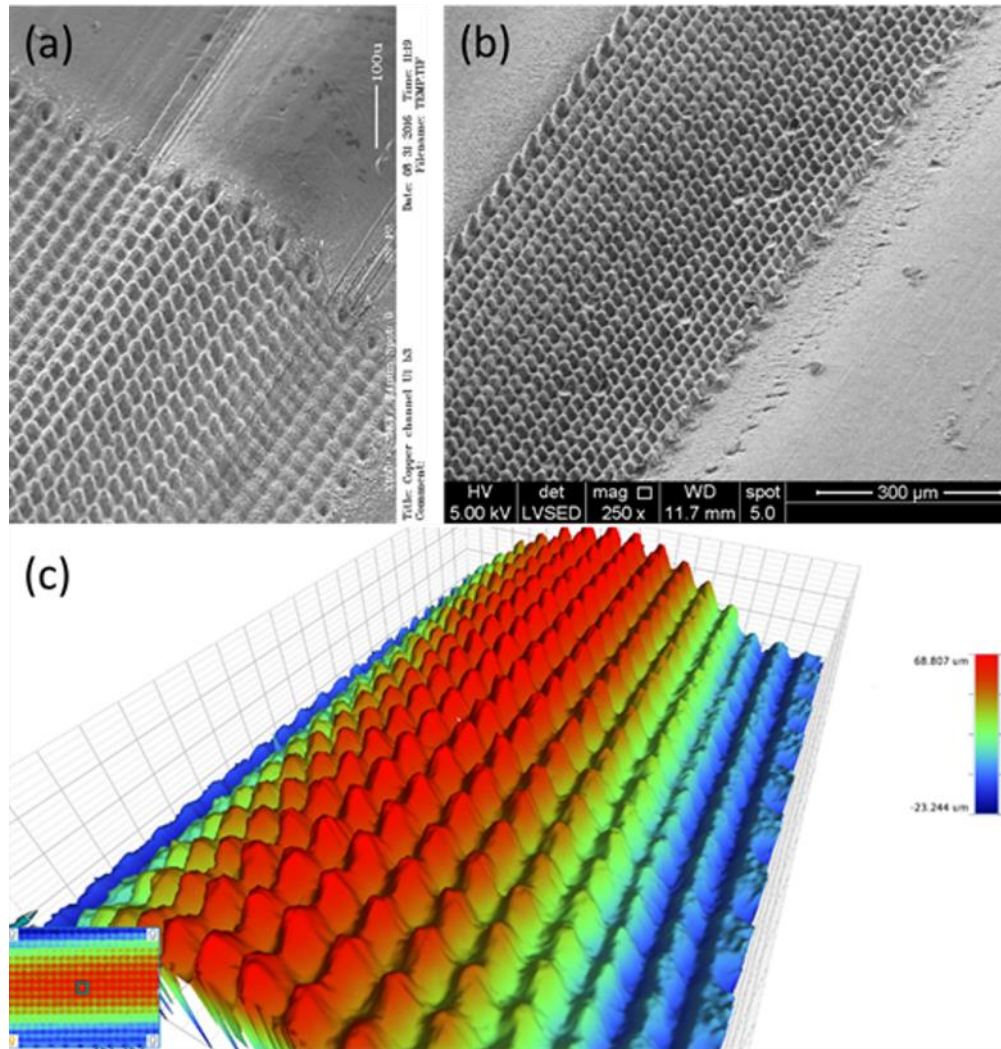 (a)
100u
Date: 08 31 2016 Time: 11:19
Filename: TEMP.TIF
Title: Copper channel U1 h3
Comment:
(b)
HV det mag WD spot 300 µm
5.00 kV LVSED 250 x 11.7 mm 5.0
(c)
68.807 um
-23.244 um